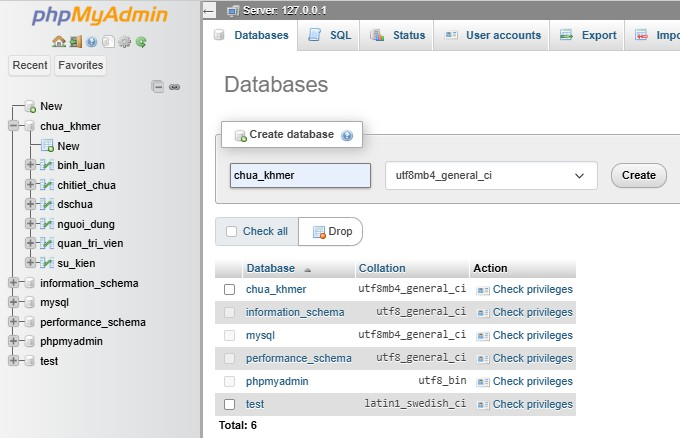 phpMyAdmin
Recent Favorites
New
chua_khmer
New
binh_luan
chitiet_chua
dschua
nguoi_dung
quan_tri_vien
su_kien
information_schema
mysql
performance_schema
phpmyadmin
test
Server: 127.0.0.1
Databases SQL Status User accounts Export Impo
Databases
Create database
chua_khmer utf8mb4_general_ci Create
Check all Drop
Database Collation Action
chua_khmer utf8mb4_general_ci Check privileges
information_schema utf8_general_ci Check privileges
mysql utf8mb4_general_ci Check privileges
performance_schema utf8_general_ci Check privileges
phpmyadmin utf8_bin Check privileges
test latin1_swedish_ci Check privileges
Total: 6